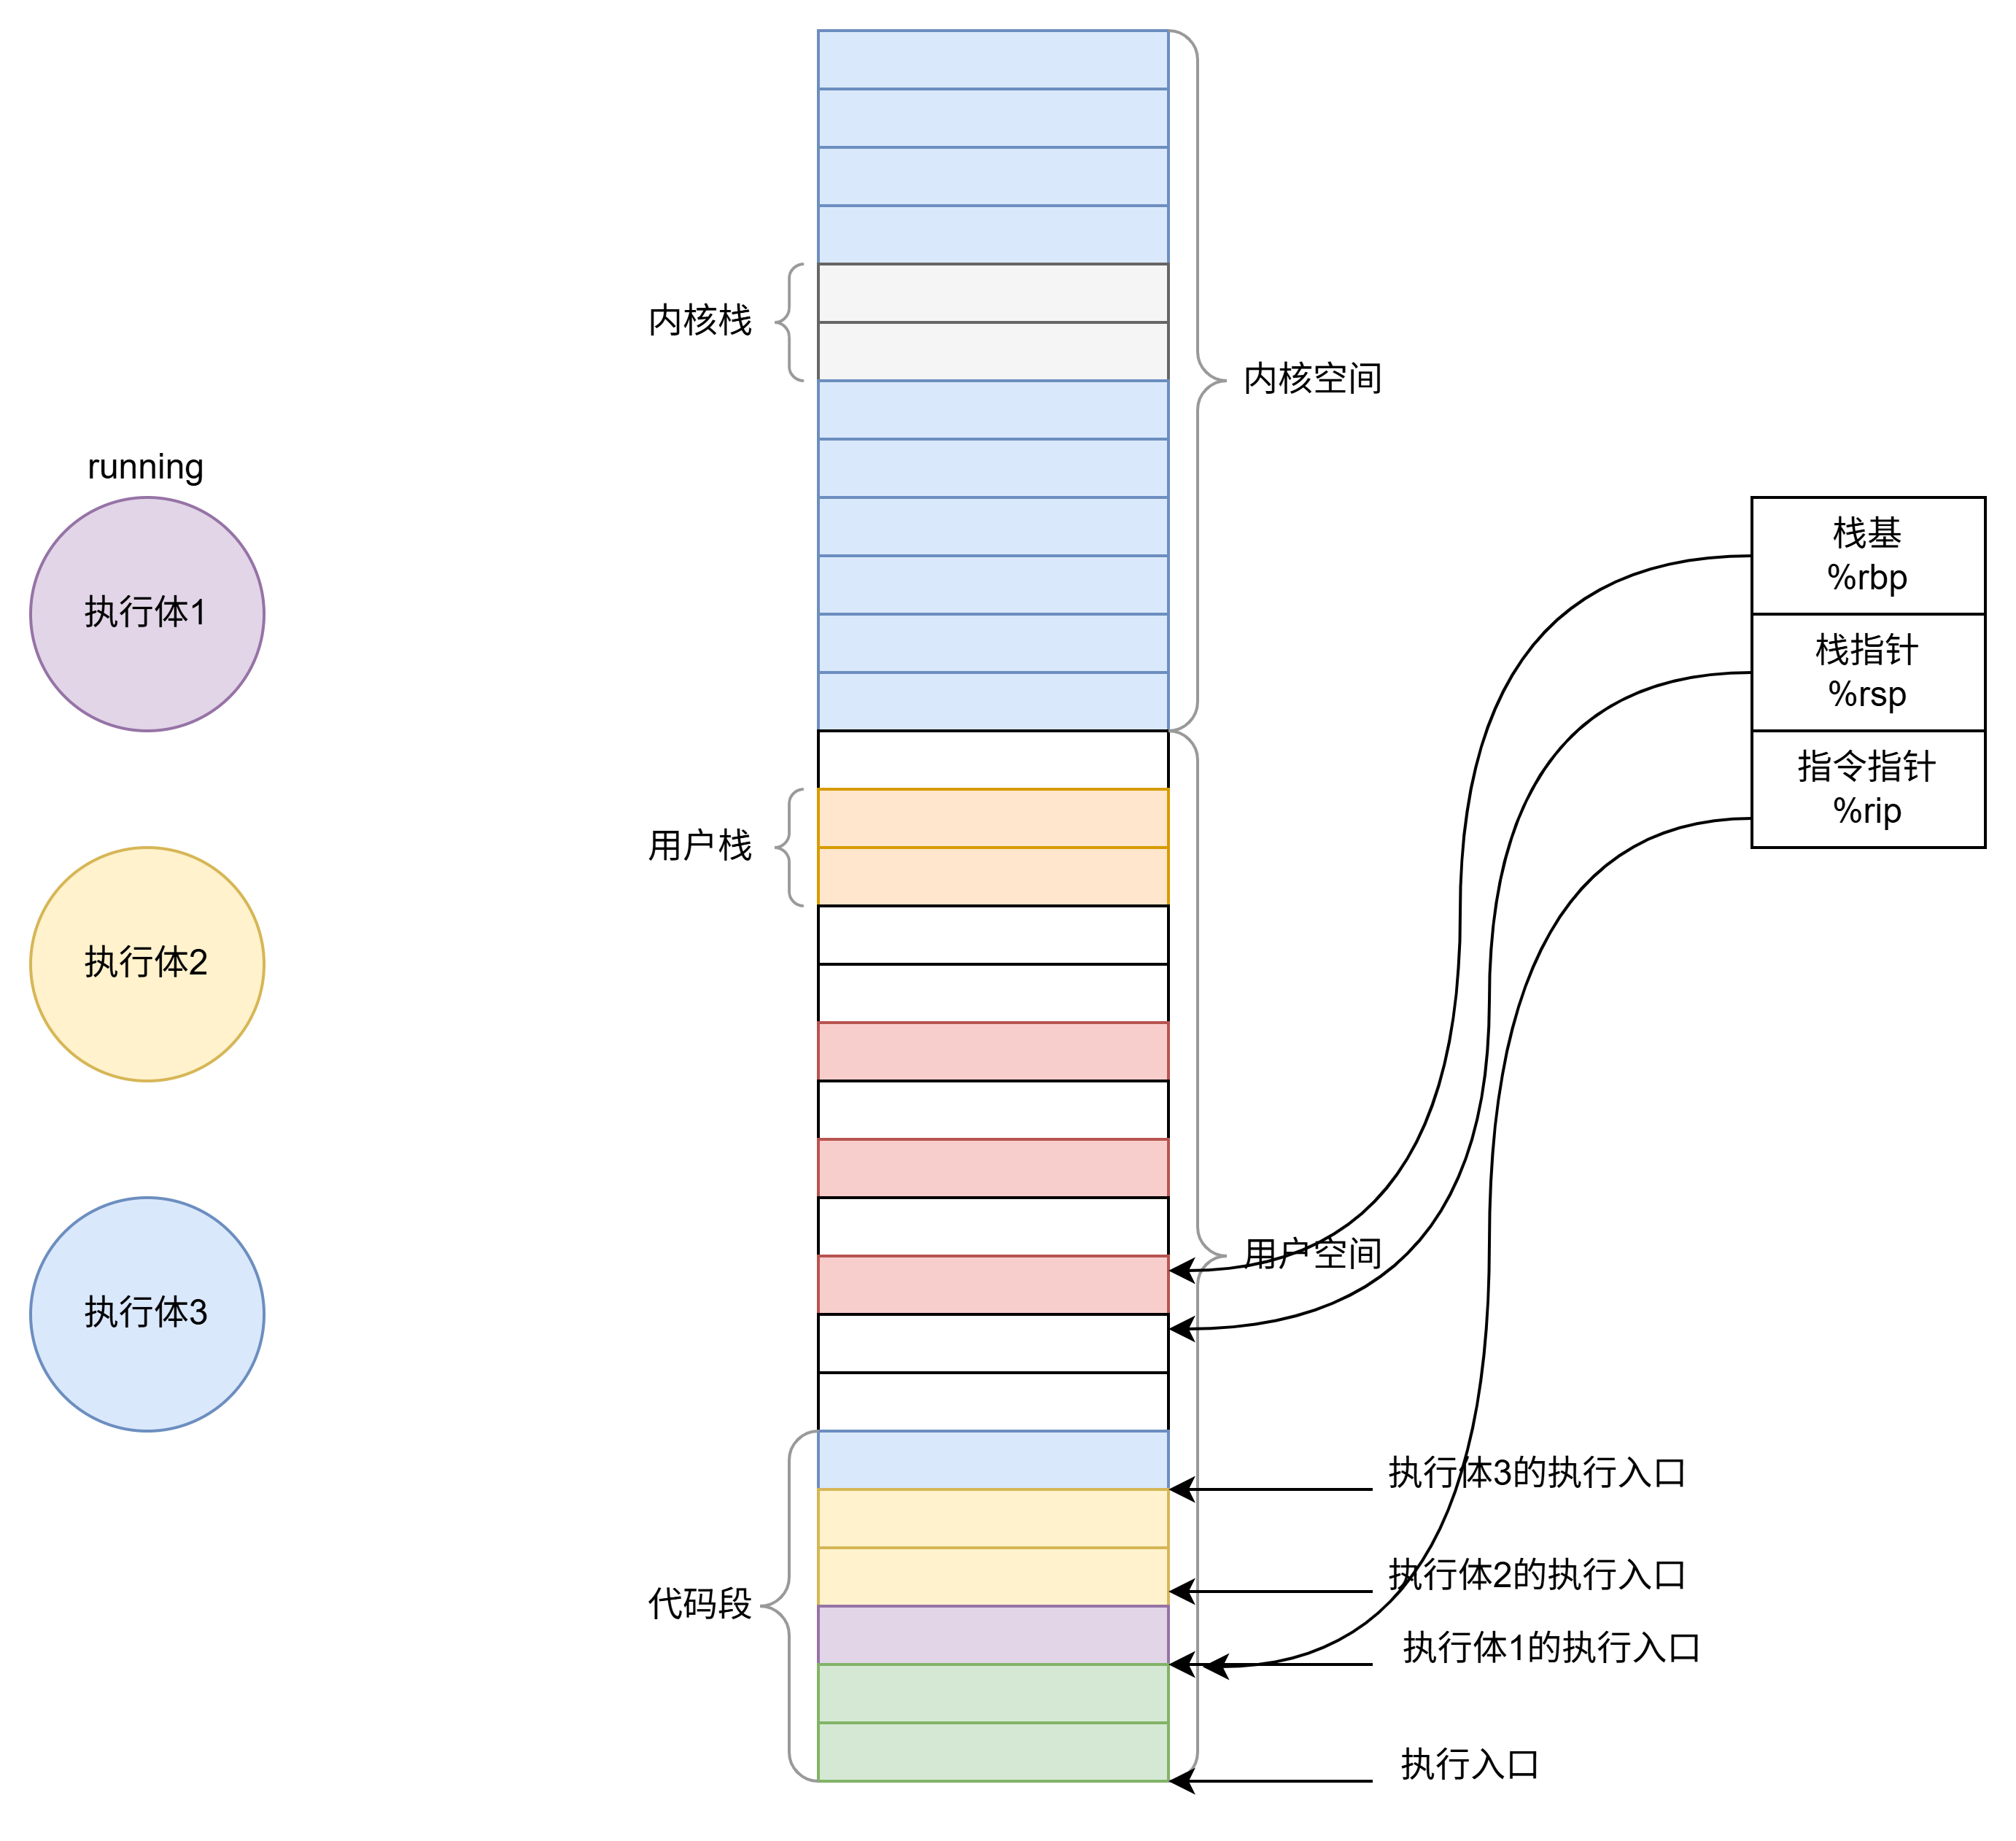 内核栈
内核空间
running
执行体1
栈基
%rbp
栈指针
%rsp
指令指针
%rip
用户栈
执行体2
用户空间
执行体3
执行体3的执行入口
执行体2的执行入口
代码段
执行体1的执行入口
执行入口